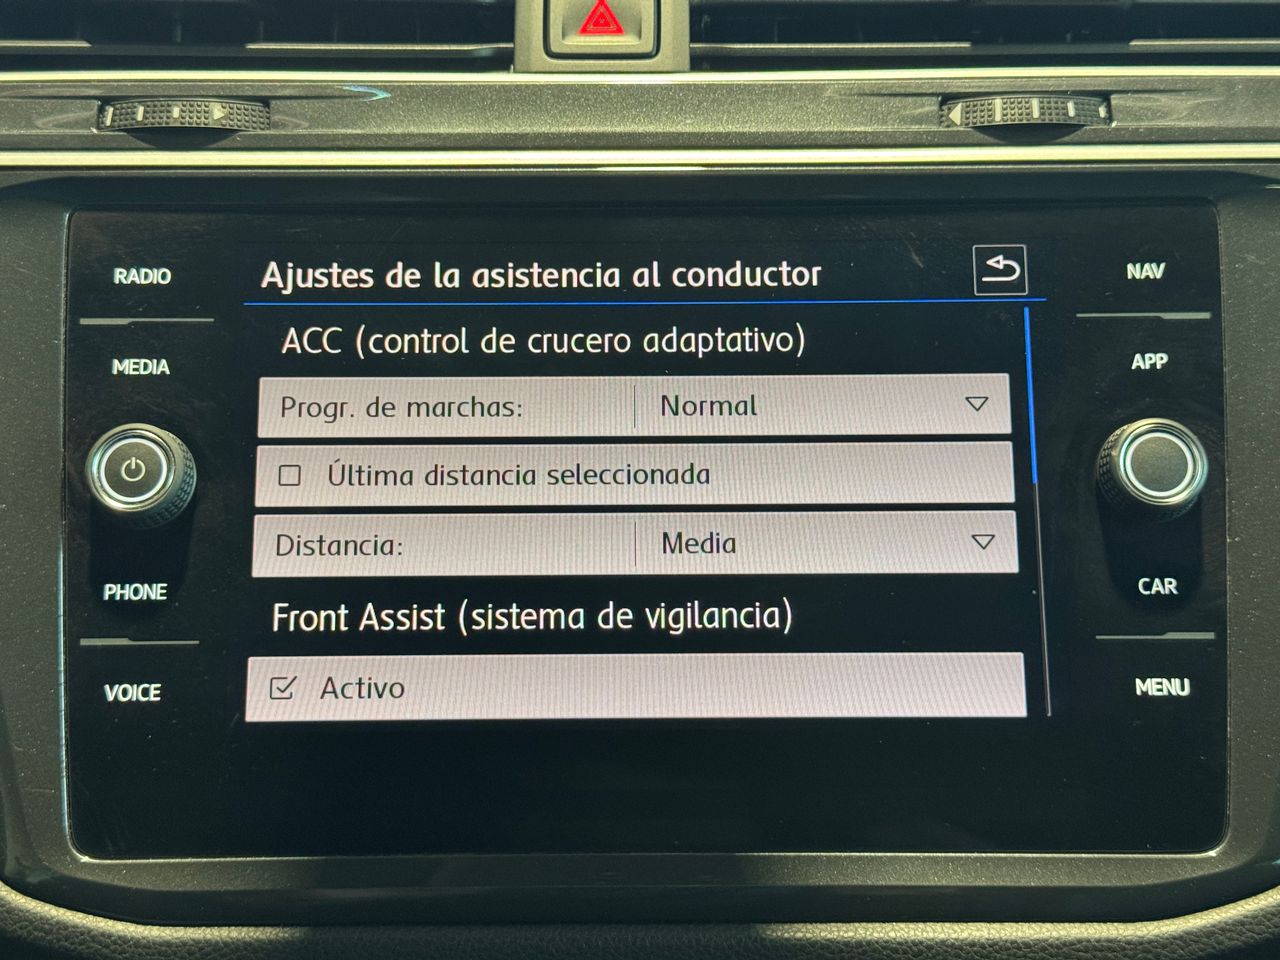 RADIO
MEDIA
PHONE
VOICE
Ajustes de la asistencia al conductor
ACC (control de crucero adaptativo)
Progr. de marchas: Normal
Última distancia seleccionada
Distancia: Media
Front Assist (sistema de vigilancia)
Activo
NAV
APP
CAR
MENU